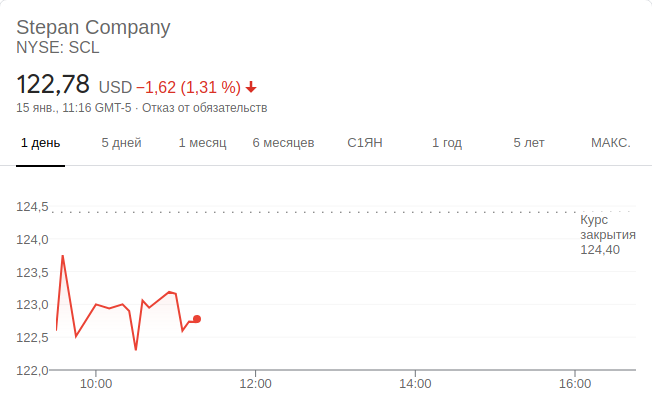 Stepan Company
NYSE: SCL
122,78 USD −1,62 (1,31 %)
15 янв., 11:16 GMT-5 · Отказ от обязательств
1 день 5 дней 1 месяц 6 месяцев С1ЯН 1 год 5 лет МАКС.
124,5
Курс
закрытия
124,40
124,0
123,5
123,0
122,5
122,0
10:00 12:00 14:00 16:00